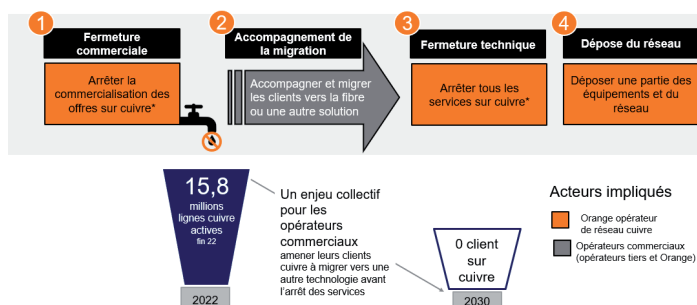 1
Fermeture
commerciale
Arrêter la
commercialisation des
offres sur cuivre*
2
Accompagnement de
la migration
Accompagner et migrer
les clients vers la fibre
ou une autre solution
3
Fermeture technique
Arrêter tous les
services sur cuivre*
4
Dépose du réseau
Déposer une partie des
équipements et du
réseau
15,8
millions
lignes cuivre
actives
fin 22
2022
Un enjeu collectif
pour les
opérateurs
commerciaux
amener leurs clients
cuivre à migrer vers une
autre technologie avant
l'arrêt des services
0 client
sur
cuivre
2030
Acteurs impliqués
Orange opérateur
de réseau cuivre
Opérateurs commerciaux
(opérateurs tiers et Orange)